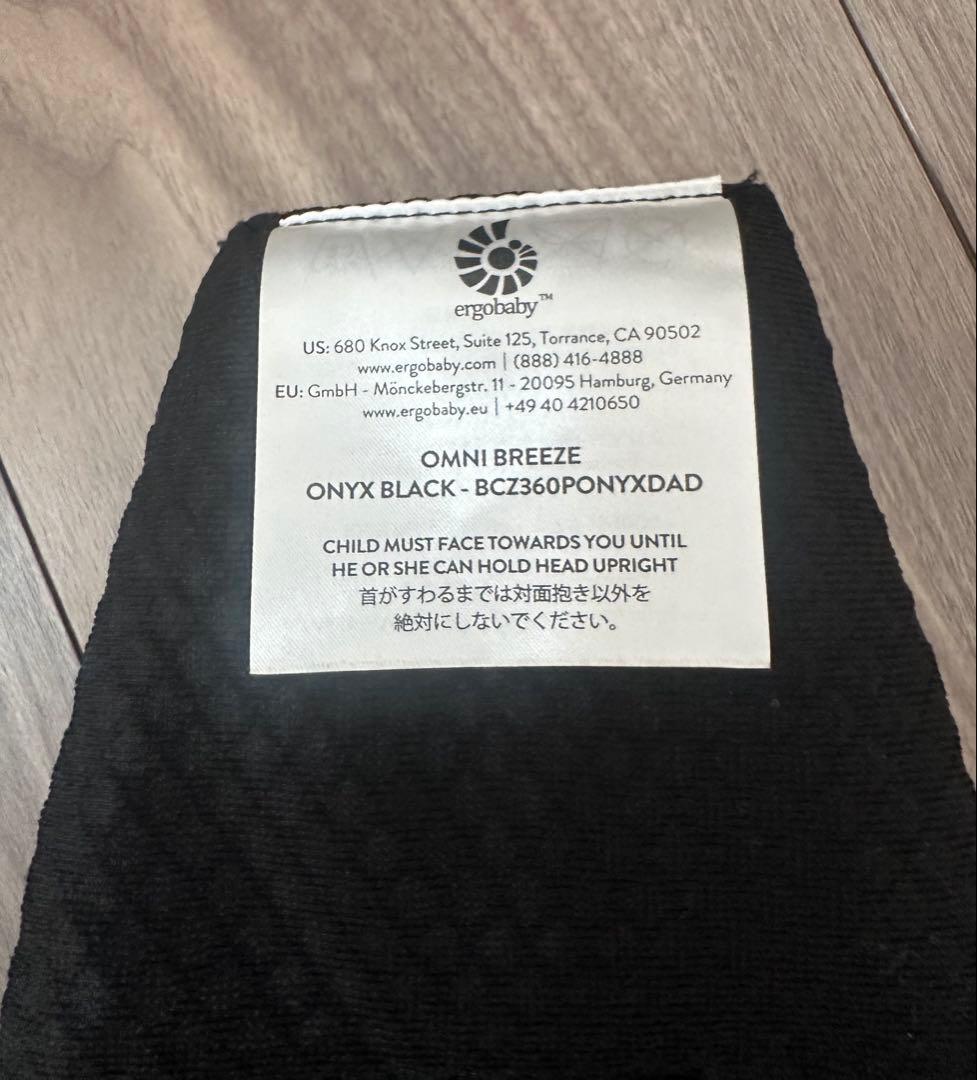 ergobaby™
US: 680 Knox Street, Suite 125, Torrance, CA 90502
www.ergobaby.com | (888) 416-4888
EU: GmbH - Mönckebergstr. 11 - 20095 Hamburg, Germany
www.ergobaby.eu | +49 40 4210650
OMNI BREEZE
ONYX BLACK - BCZ360PONYXDAD
CHILD MUST FACE TOWARDS YOU UNTIL
HE OR SHE CAN HOLD HEAD UPRIGHT
首がすわるまでは対面抱き以外を
絶対にしないでください。